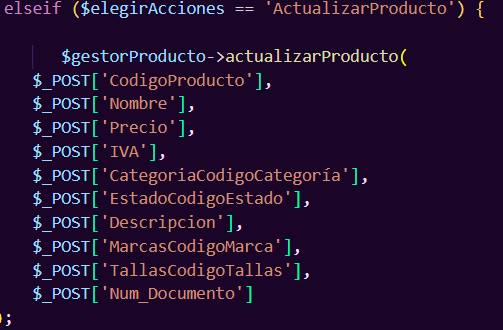 elseif ($elegirAcciones == 'ActualizarProducto') {
$gestorProducto->actualizarProducto(
$_POST['CodigoProducto'],
$_POST['Nombre'],
$_POST['Precio'],
$_POST['IVA'],
$_POST['CategoriaCodigoCategoría'],
$_POST['EstadoCodigoEstado'],
$_POST['Descripcion'],
$_POST['MarcasCodigoMarca'],
$_POST['TallasCodigoTallas'],
$_POST['Num_Documento']
);